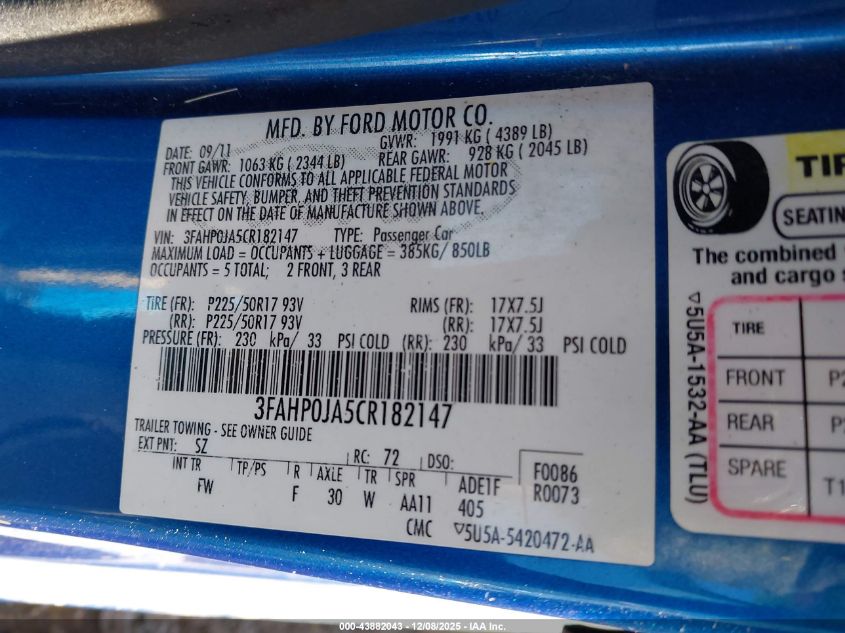 MFD. BY FORD MOTOR CO.
DATE: 09/11 GVWR: 1991 KG ( 4389 LB)
FRONT GAWR: 1063 KG ( 2344 LB) REAR GAWR: 928 KG ( 2045 LB)
THIS VEHICLE CONFORMS TO ALL APPLICABLE FEDERAL MOTOR
VEHICLE SAFETY, BUMPER, AND THEFT PREVENTION STANDARDS
IN EFFECT ON THE DATE OF MANUFACTURE SHOWN ABOVE.
VIN: 3FAHP0JA5CR182147 TYPE: Passenger Car
MAXIMUM LOAD = OCCUPANTS + LUGGAGE = 385KG/ 850LB
OCCUPANTS = 5 TOTAL; 2 FRONT, 3 REAR
TIRE (FR): P225/50R17 93V RIMS (FR): 17X7.5J
(RR): P225/50R17 93V (RR): 17X7.5J
PRESSURE (FR): 230 kPa/ 33 PSI COLD (RR): 230 kPa/ 33 PSI COLD
3FAHP0JA5CR182147
TRAILER TOWING - SEE OWNER GUIDE
EXT PNT: SZ RC: 72 DSO: F0086
INT TR TP/PS R AXLE TR SPR ADE1F R0073
FW F 30 W AA11 405
CMC ▽5U5A-5420472-AA
TIR
SEATIN
The combined
and cargo
▽5U5A-1532-AA (TLU)
TIRE
FRONT P2
REAR P2
SPARE T1
000-43882043 - 12/08/2025 - IAA Inc.